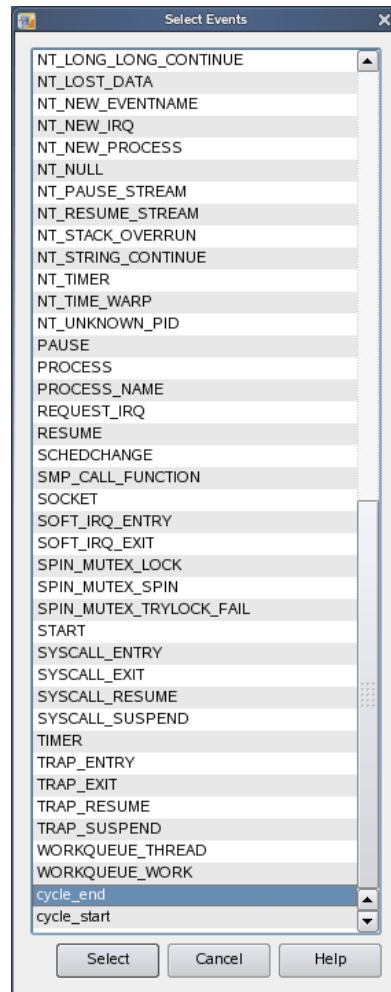 Select Events
NT_LONG_LONG_CONTINUE
NT_LOST_DATA
NT_NEW_EVENTNAME
NT_NEW_IRQ
NT_NEW_PROCESS
NT_NULL
NT_PAUSE_STREAM
NT_RESUME_STREAM
NT_STACK_OVERRUN
NT_STRING_CONTINUE
NT_TIMER
NT_TIME_WARP
NT_UNKNOWN_PID
PAUSE
PROCESS
PROCESS_NAME
REQUEST_IRQ
RESUME
SCHEDCHANGE
SMP_CALL_FUNCTION
SOCKET
SOFT_IRQ_ENTRY
SOFT_IRQ_EXIT
SPIN_MUTEX_LOCK
SPIN_MUTEX_SPIN
SPIN_MUTEX_TRYLOCK_FAIL
START
SYSCALL_ENTRY
SYSCALL_EXIT
SYSCALL_RESUME
SYSCALL_SUSPEND
TIMER
TRAP_ENTRY
TRAP_EXIT
TRAP_RESUME
TRAP_SUSPEND
WORKQUEUE_THREAD
WORKQUEUE_WORK
cycle_end
cycle_start
Select Cancel Help